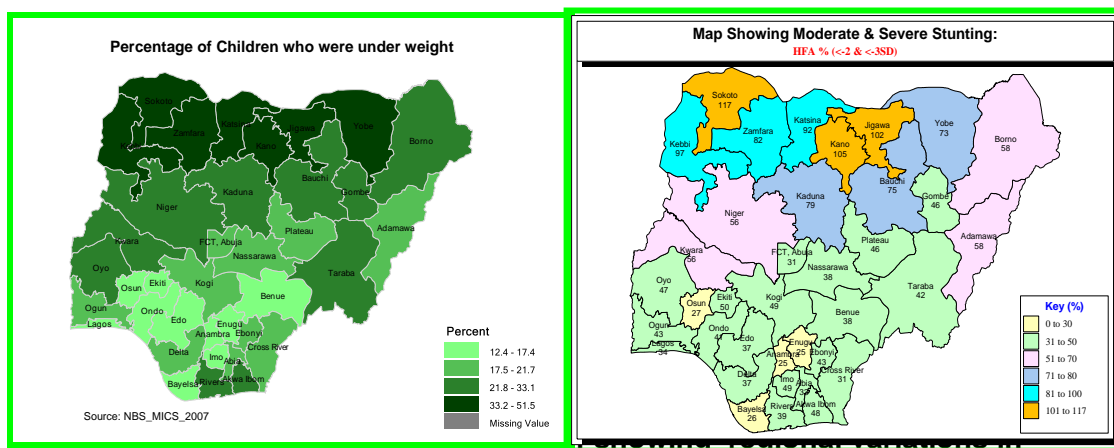 Percentage of Children who were under weight
Sokoto
Zamfara
Katsina
Kano
Jigawa
Yobe
Borno
Bauchi
Gombe
Kaduna
Niger
Plateau
Adamawa
FCT, Abuja
Nassarawa
Kwara
Taraba
Oyo
Kogi
Benue
Ekiti
Osun
Ogun
Ondo
Edo
Enugu
Lagos
Anambra
Ebonyi
Delta
Imo
Abia
Cross River
Bayelsa
Rivers
Akwa Ibom
Percent
12.4 - 17.4
17.5 - 21.7
21.8 - 33.1
33.2 - 51.5
Missing Value
Source: NBS_MICS_2007
Map Showing Moderate & Severe Stunting:
HFA % (<-2 & <-3SD)
Sokoto
117
Katsina
92
Zamfara
82
Kebbi
97
Jigawa
102
Kano
105
Yobe
73
Borno
58
Bauchi
75
Gombe
46
Kaduna
79
Niger
56
Adamawa
58
Plateau
46
Kwara
56
FCT, Abuja
31
Nassarawa
38
Taraba
42
Oyo
47
Ekiti
50
Kogi
49
Osun
27
Benue
38
Ogun
43
Ondo
Edo
37
Enugu
25
Lagos
34
Anambra
25
Ebonyi
43
Cross River
31
Delta
37
Imo
49
Abia
Bayelsa
26
Rivers
39
Akwa Ibom
48
Key (%)
0 to 30
31 to 50
51 to 70
71 to 80
81 to 100
101 to 117
showing regional variations